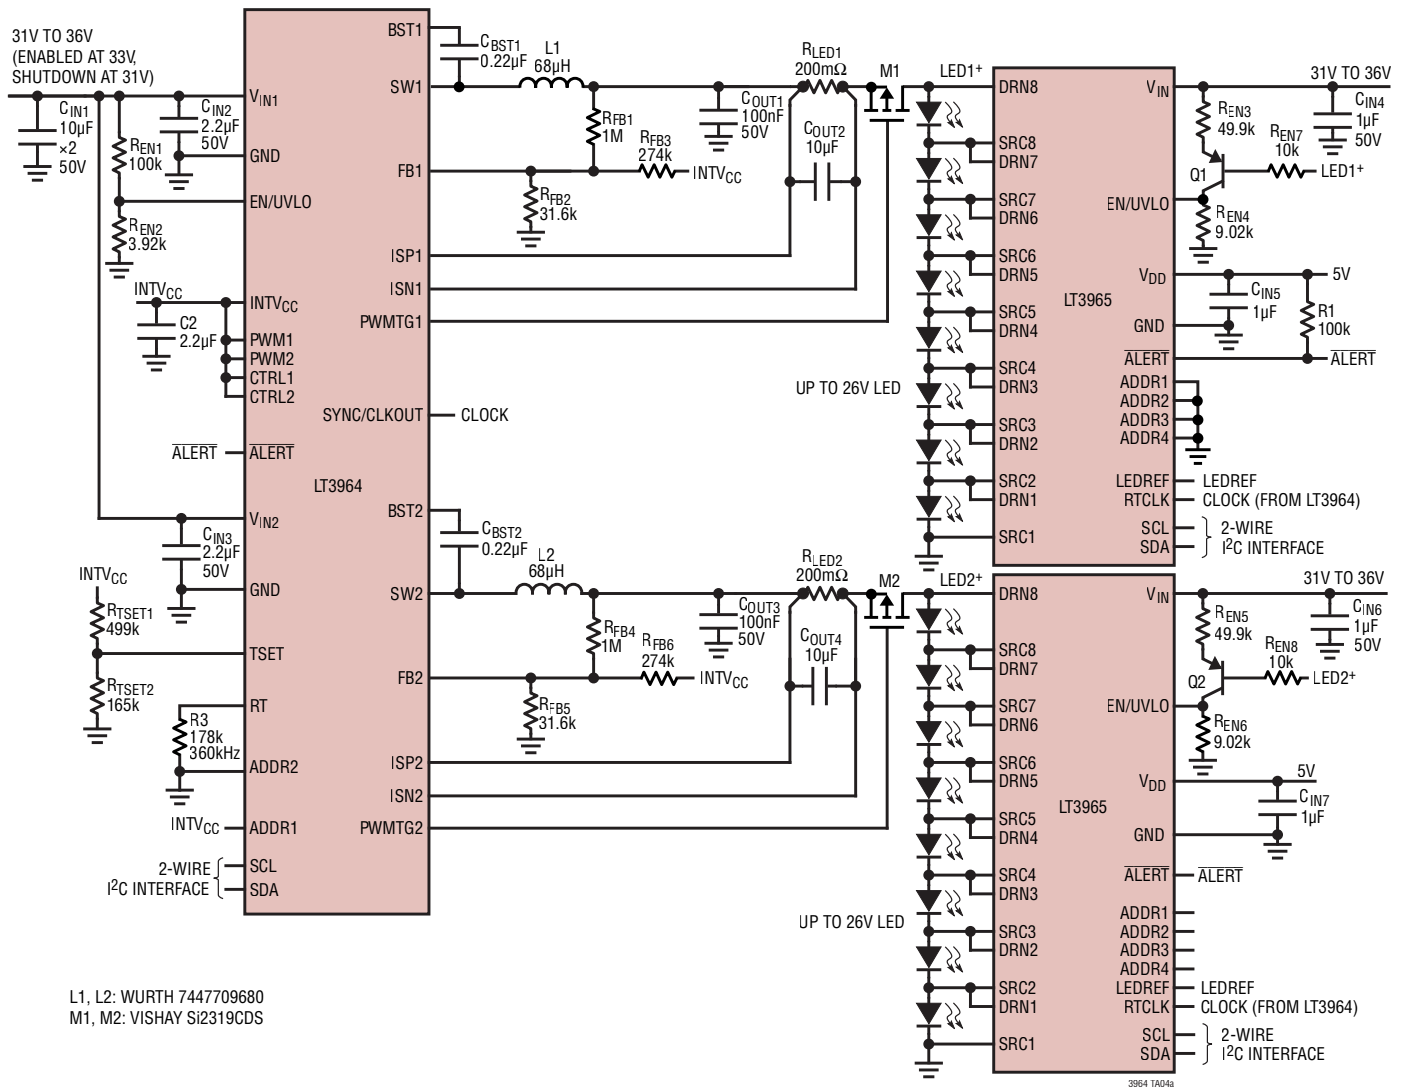 31V TO 36V
(ENABLED AT 33V,
SHUTDOWN AT 31V)
CIN1
10µF
×2
50V
REN1
100k
CIN2
2.2µF
50V
REN2
3.92k
INTVCC
C2
2.2µF
ALERT
CIN3
2.2µF
50V
INTVCC
RTSET1
499k
RTSET2
165k
R3
178k
360kHz
INTVCC
2-WIRE
I2C INTERFACE
VIN1
GND
EN/UVLO
INTVCC
PWM1
PWM2
CTRL1
CTRL2
ALERT
LT3964
VIN2
GND
TSET
RT
ADDR2
ADDR1
SCL
SDA
BST1
SW1
FB1
ISP1
ISN1
PWMTG1
SYNC/CLKOUT
CLOCK
BST2
SW2
FB2
ISP2
ISN2
PWMTG2
CBST1
0.22µF
L1
68µH
RFB1
1M
RFB3
274k
INTVCC
RFB2
31.6k
COUT1
100nF
50V
RLED1
200mΩ
COUT2
10µF
M1
LED1+
UP TO 26V LED
DRN8
SRC8
DRN7
SRC7
DRN6
SRC6
DRN5
SRC5
DRN4
SRC4
DRN3
SRC3
DRN2
SRC2
DRN1
SRC1
LT3965
VIN
EN/UVLO
VDD
GND
ALERT
ADDR1
ADDR2
ADDR3
ADDR4
LEDREF
RTCLK
SCL
SDA
31V TO 36V
REN3
49.9k
REN7
10k
CIN4
1µF
50V
Q1
LED1+
REN4
9.02k
5V
CIN5
1µF
R1
100k
ALERT
LEDREF
CLOCK (FROM LT3964)
2-WIRE
I2C INTERFACE
CBST2
0.22µF
L2
68µH
RFB4
1M
RFB6
274k
INTVCC
RFB5
31.6k
COUT3
100nF
50V
RLED2
200mΩ
COUT4
10µF
M2
LED2+
UP TO 26V LED
DRN8
SRC8
DRN7
SRC7
DRN6
SRC6
DRN5
SRC5
DRN4
SRC4
DRN3
SRC3
DRN2
SRC2
DRN1
SRC1
LT3965
VIN
EN/UVLO
VDD
GND
ALERT
ADDR1
ADDR2
ADDR3
ADDR4
LEDREF
RTCLK
SCL
SDA
31V TO 36V
REN5
49.9k
REN8
10k
CIN6
1µF
50V
Q2
LED2+
REN6
9.02k
5V
CIN7
1µF
ALERT
LEDREF
CLOCK (FROM LT3964)
2-WIRE
I2C INTERFACE
L1, L2: WURTH 7447709680
M1, M2: VISHAY Si2319CDS
3964 TA04a